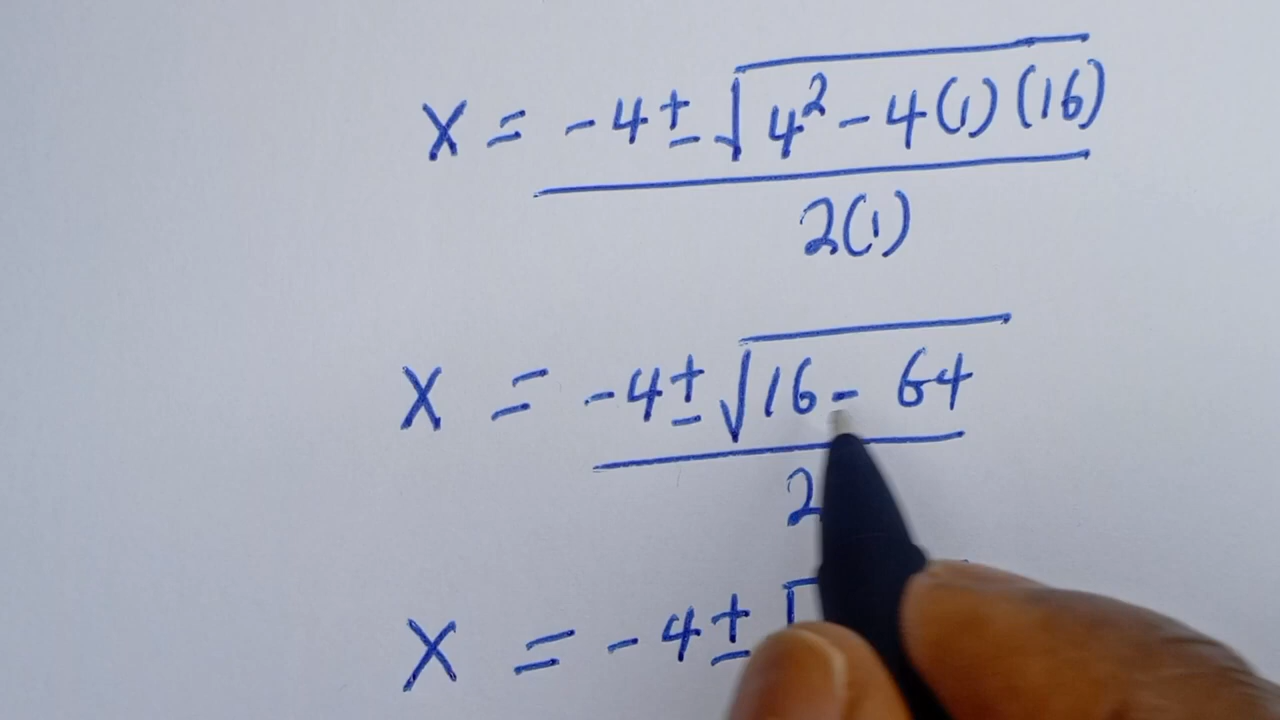 X = -4 ± √4² - 4(1)(16)
2(1)
X = -4 ± √16 - 64
2
X = -4 ± √